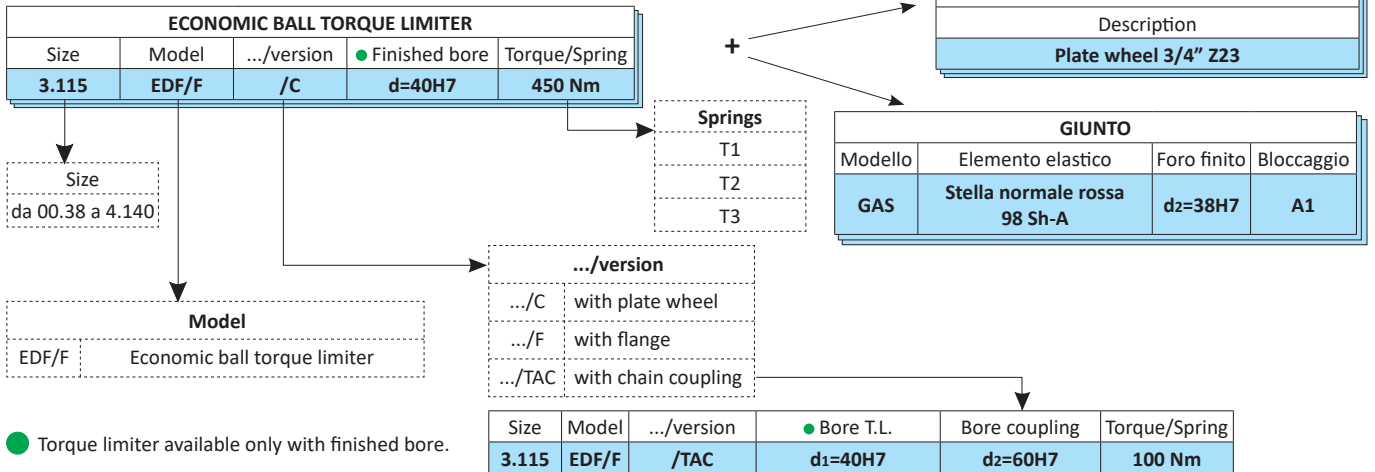 ECONOMIC BALL TORQUE LIMITER
Size Model .../version Finished bore Torque/Spring
3.115 EDF/F /C d=40H7 450 Nm
+
Description
Plate wheel 3/4” Z23
GIUNTO
Modello Elemento elastico Foro finito Bloccaggio
GAS Stella normale rossa 98 Sh-A d2=38H7 A1
Springs
T1
T2
T3
Size
da 00.38 a 4.140
.../version
.../C with plate wheel
.../F with flange
.../TAC with chain coupling
Model
EDF/F Economic ball torque limiter
Torque limiter available only with finished bore.
Size Model .../version Bore T.L. Bore coupling Torque/Spring
3.115 EDF/F /TAC d1=40H7 d2=60H7 100 Nm